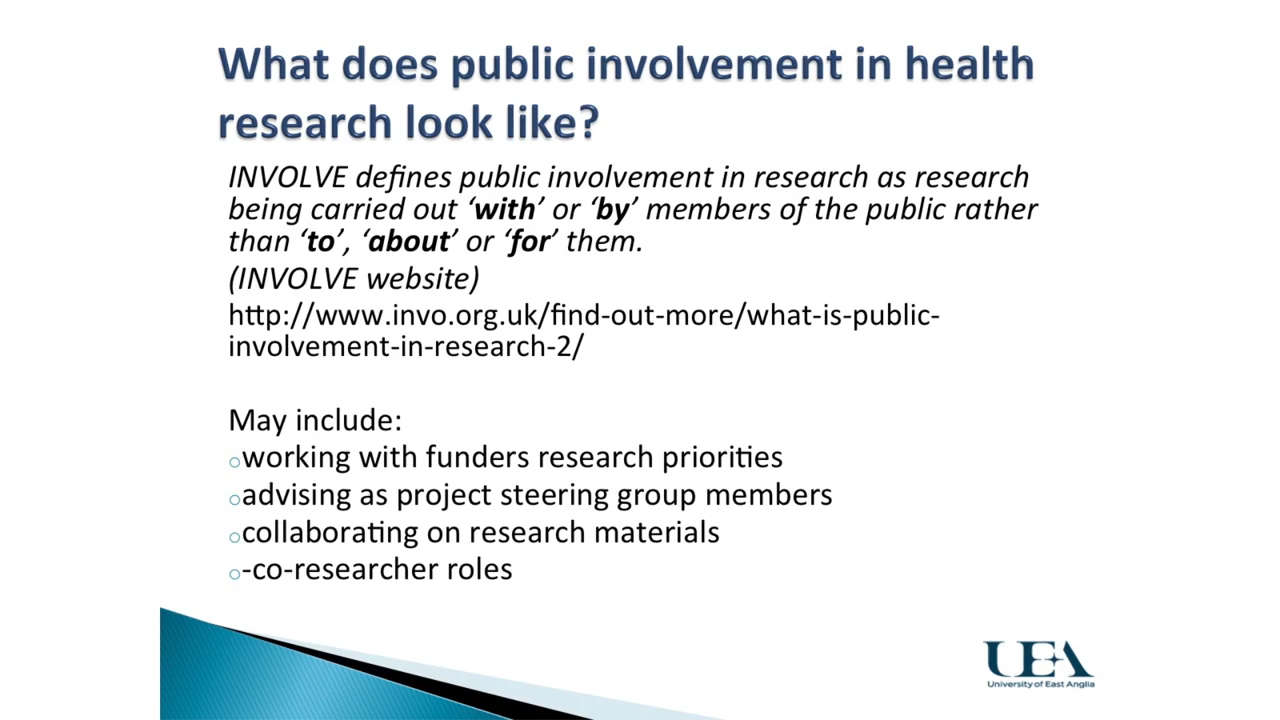 What does public involvement in health
research look like?
INVOLVE defines public involvement in research as research
being carried out ‘with’ or ‘by’ members of the public rather
than ‘to’, ‘about’ or ‘for’ them.
(INVOLVE website)
http://www.invo.org.uk/find-out-more/what-is-public-
involvement-in-research-2/
May include:
○working with funders research priorities
○advising as project steering group members
○collaborating on research materials
○-co-researcher roles
UEA
University of East Anglia